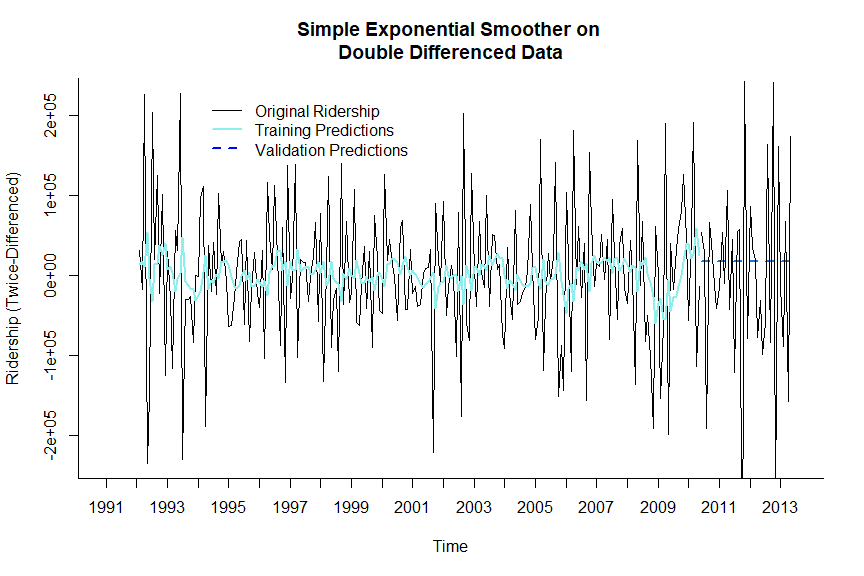 Simple Exponential Smoother on
Double Differenced Data
Original Ridership
Training Predictions
Validation Predictions
Ridership (Twice-Differenced)
2e+05
1e+05
0e+00
-1e+05
-2e+05
1991 1993 1995 1997 1999 2001 2003 2005 2007 2009 2011 2013
Time